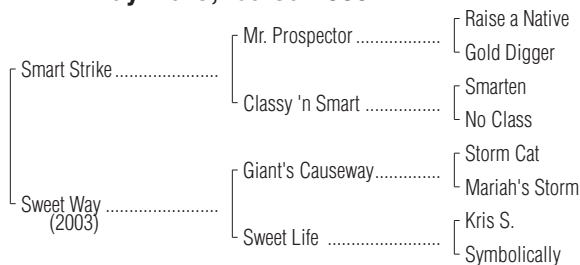 Raise a Native
Mr. Prospector ..................
Gold Digger
Smart Strike ......................
Smarten
Classy 'n Smart ................
No Class
Storm Cat
Giant's Causeway..............
Mariah's Storm
Sweet Way ........................
(2003)
Kris S.
Sweet Life ........................
Symbolically